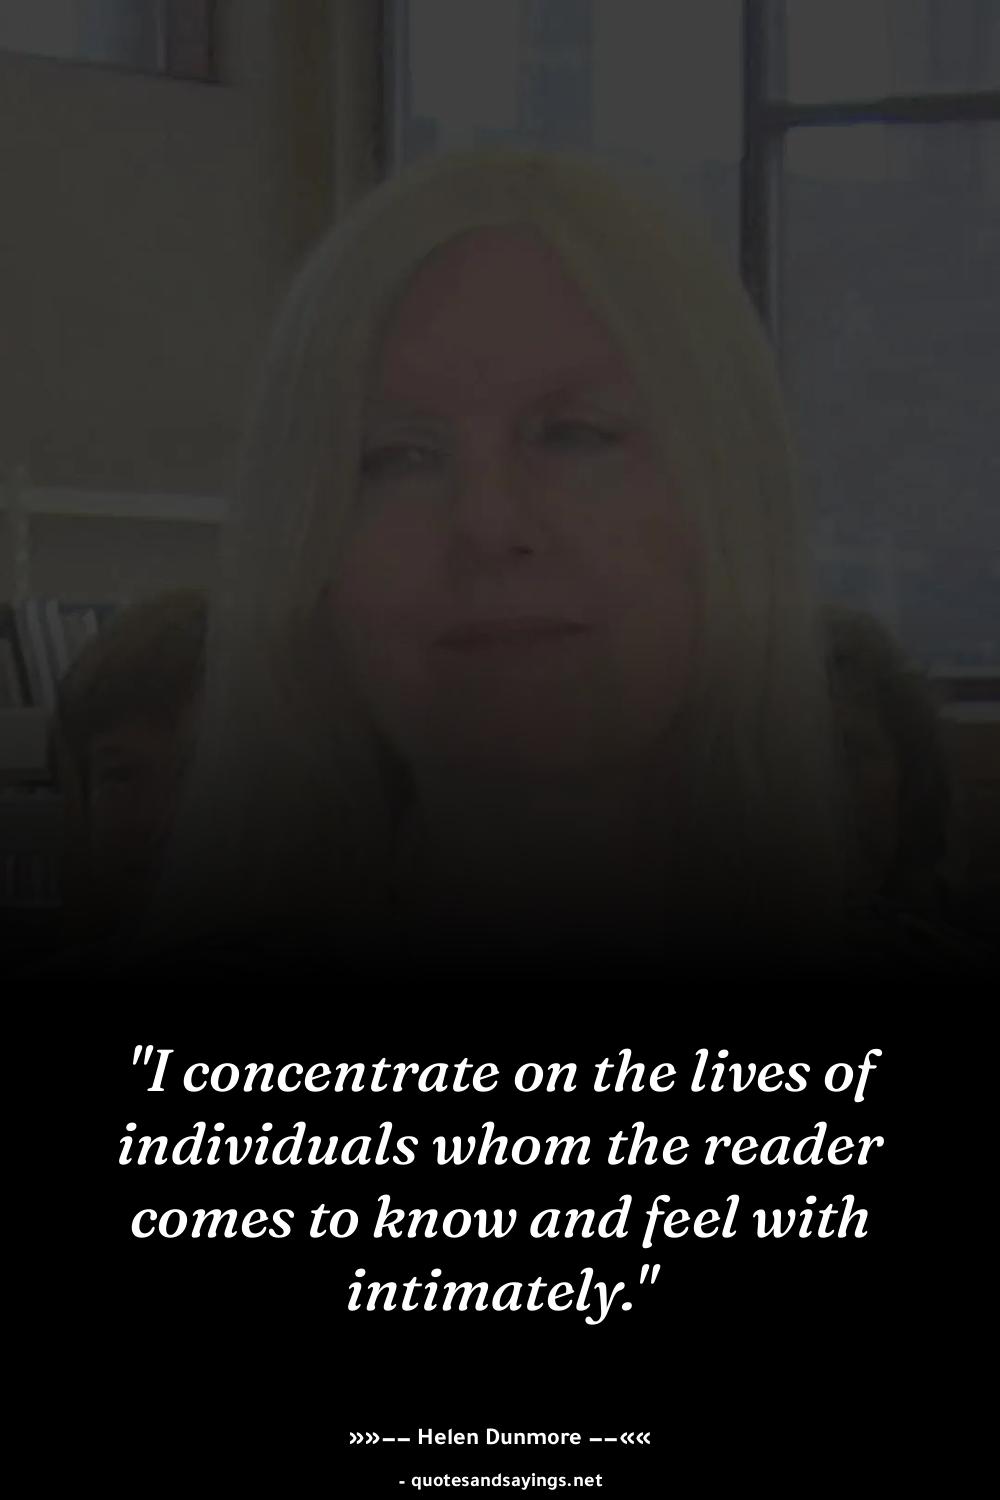 "I concentrate on the lives of
individuals whom the reader
comes to know and feel with
intimately."
»»−− Helen Dunmore −−««
- quotesandsayings.net